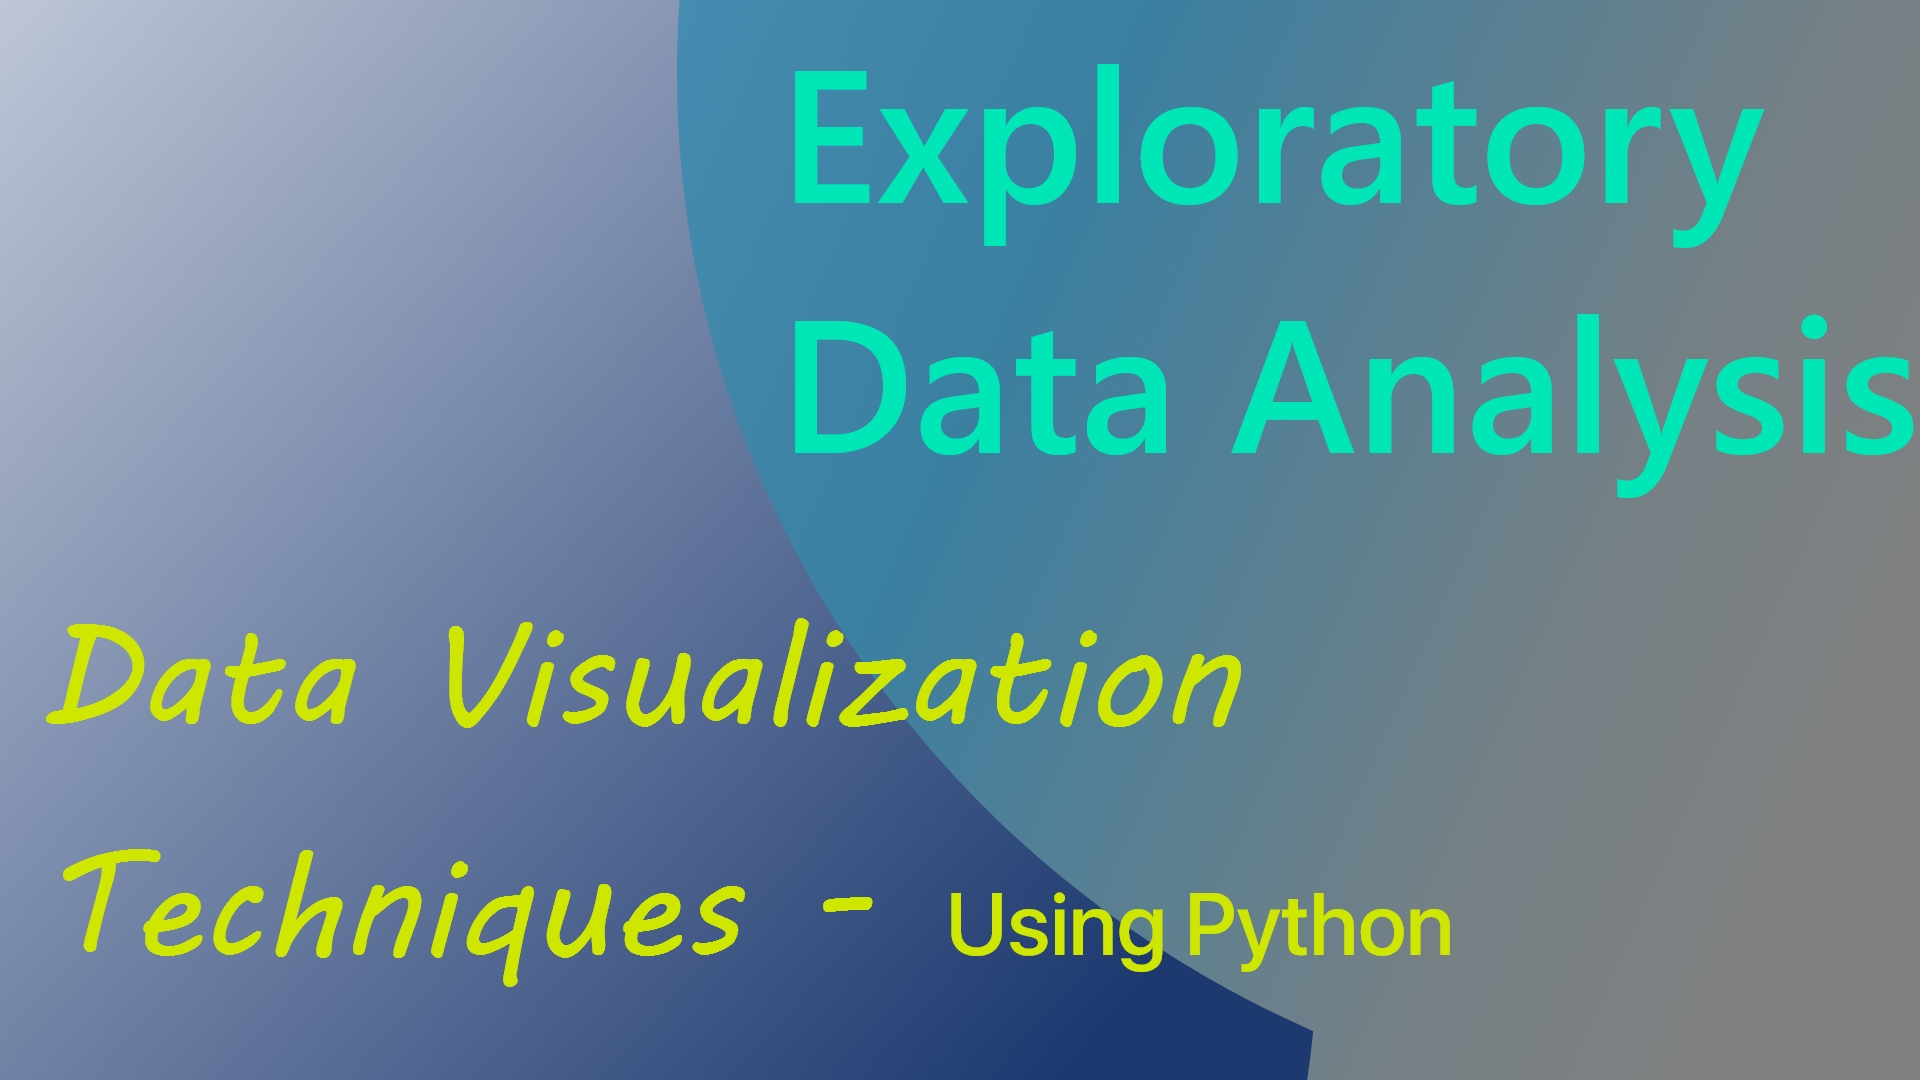 Exploratory
Data Analysis
Data Visualization
Techniques - Using Python